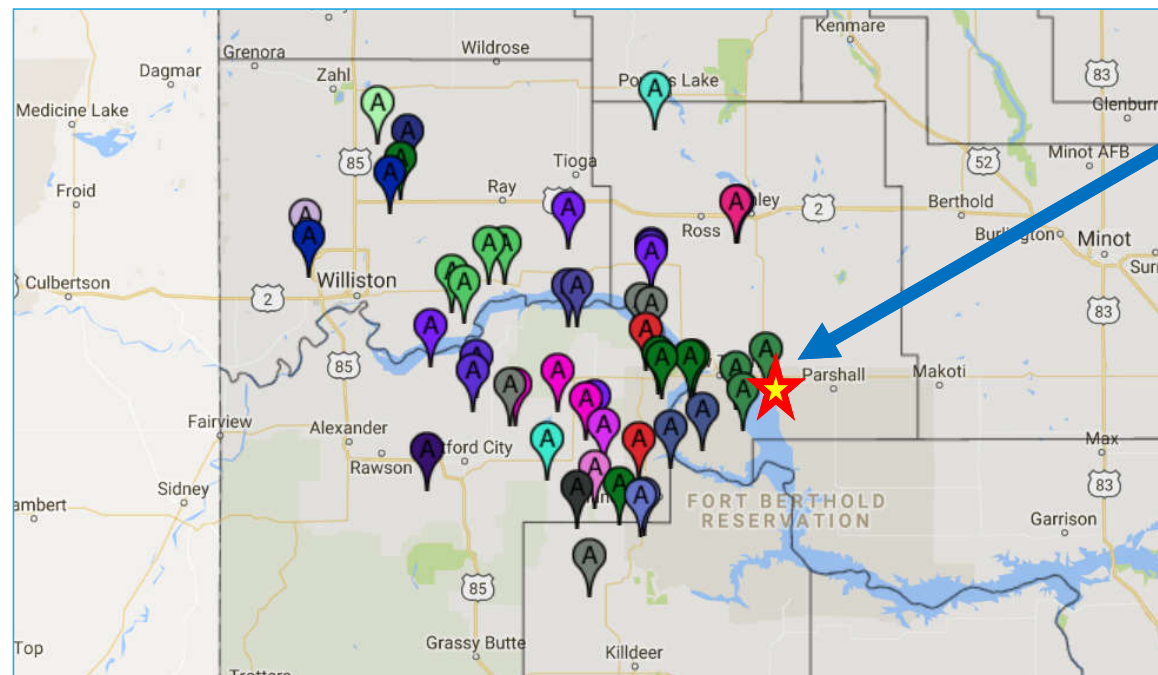 Kenmare
Wildrose
Grenora
Dagmar
Zahl
83
Powers Lake
Medicine Lake
A
Glenburn
A
85
52
Minot AFB
Tioga
A
A
Froid
Ray
A
A
2
Berthold
Ross
A
A
Burlington
Minot
A
A
A
A
Culbertson
Williston
A
A
2
A
A
A
A
83
A
A
A
A
85
A
A
A
A
Parshall
Makoti
A
A
A
A
A
Fairview
Alexander
A
A
A
A
A
Rawson
A
Max
A
Sidney
A
A
A
83
FORT BERTHOLD
RESERVATION
Garrison
A
85
Grassy Butte
Killdeer
Top